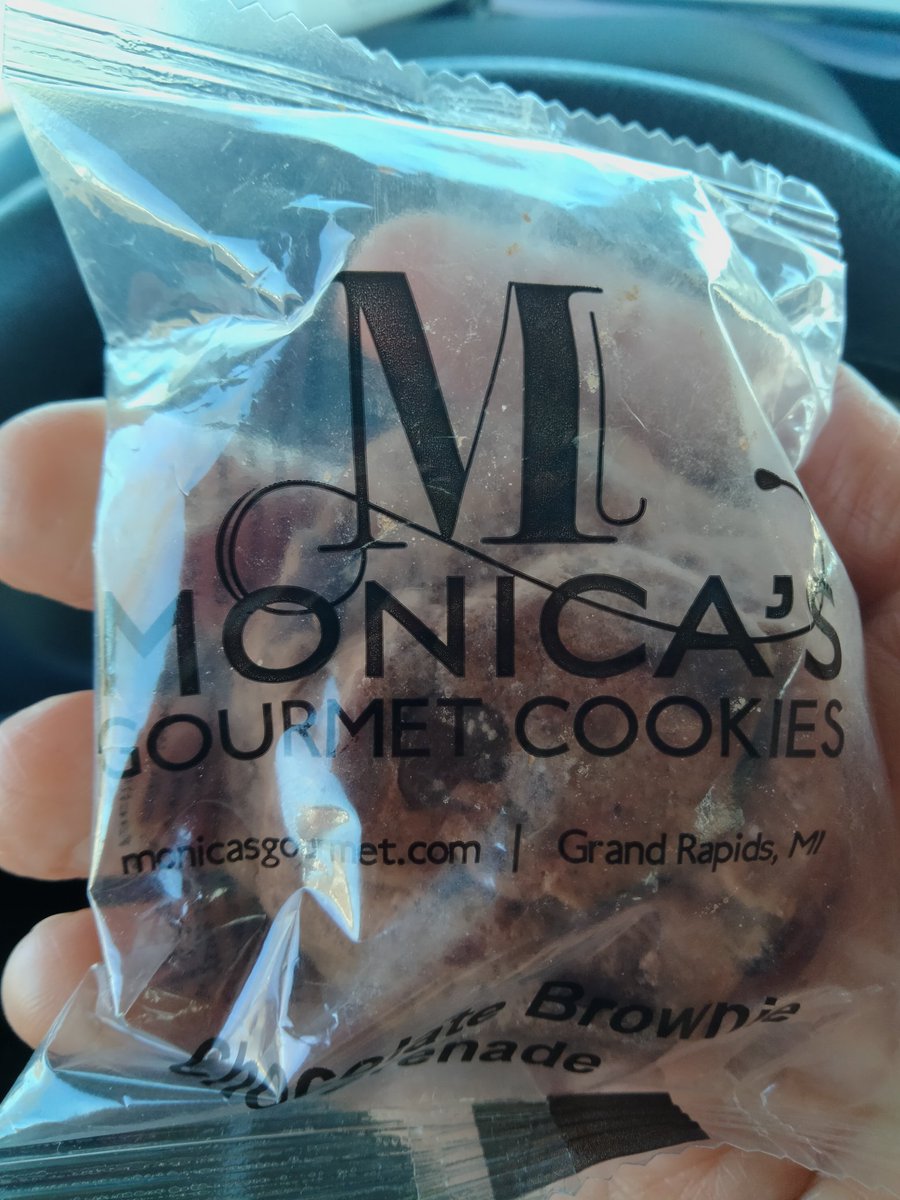 M
MONICA'S
GOURMET COOKIES
monicasgourmet.com | Grand Rapids, MI
Chocolate Brownie